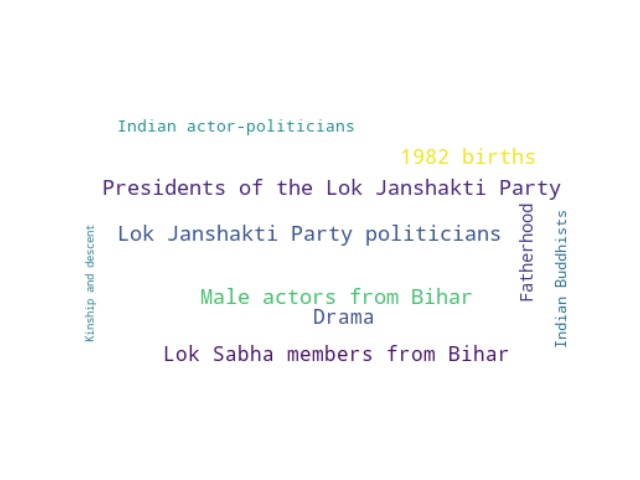 Indian actor-politicians
1982 births
Presidents of the Lok Janshakti Party
Lok Janshakti Party politicians
Fatherhood
Indian Buddhists
Kinship and descent
Male actors from Bihar
Drama
Lok Sabha members from Bihar